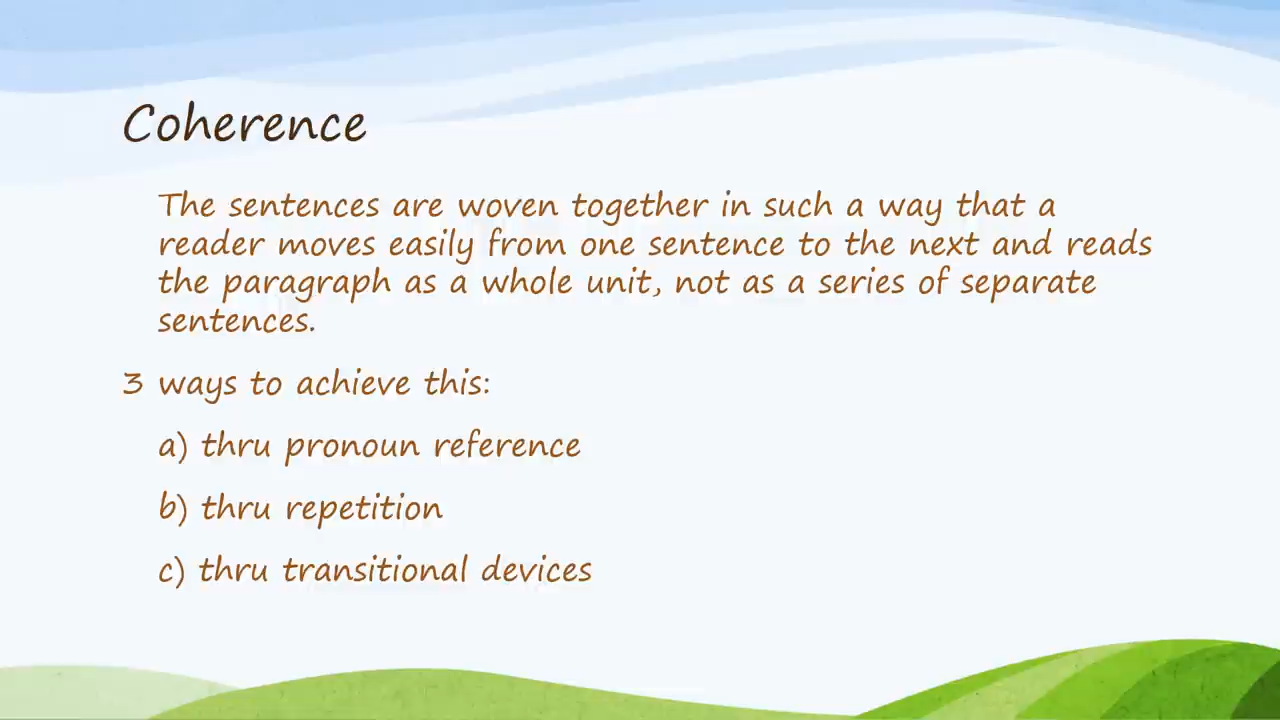 Coherence
The sentences are woven together in such a way that a
reader moves easily from one sentence to the next and reads
the paragraph as a whole unit, not as a series of separate
sentences.
3 ways to achieve this:
a) thru pronoun reference
b) thru repetition
c) thru transitional devices